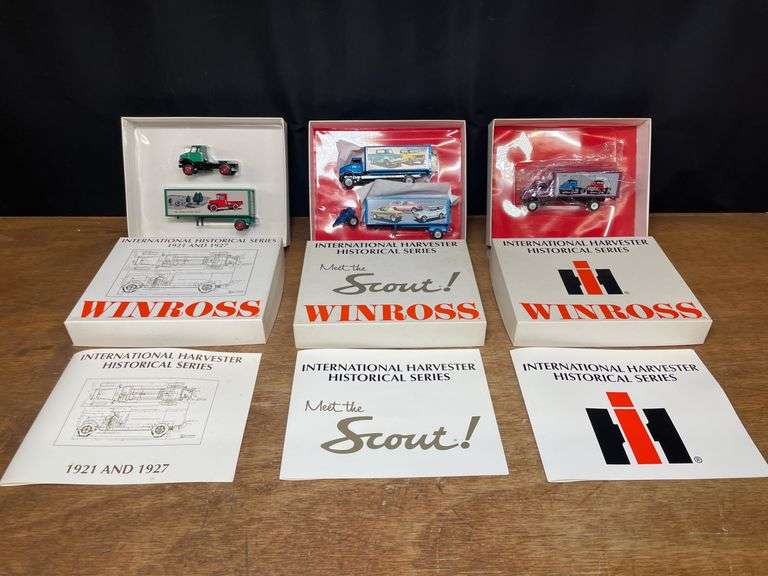 INTERNATIONAL HISTORICAL SERIES
1921 AND 1927
WINROSS
INTERNATIONAL HARVESTER
HISTORICAL SERIES
Meet the
Scout!
WINROSS
INTERNATIONAL HARVESTER
HISTORICAL SERIES
IH
®
WINROSS
INTERNATIONAL HARVESTER
HISTORICAL SERIES
1921 AND 1927
INTERNATIONAL HARVESTER
HISTORICAL SERIES
Meet the
Scout!
INTERNATIONAL HARVESTER
HISTORICAL SERIES
IH
®